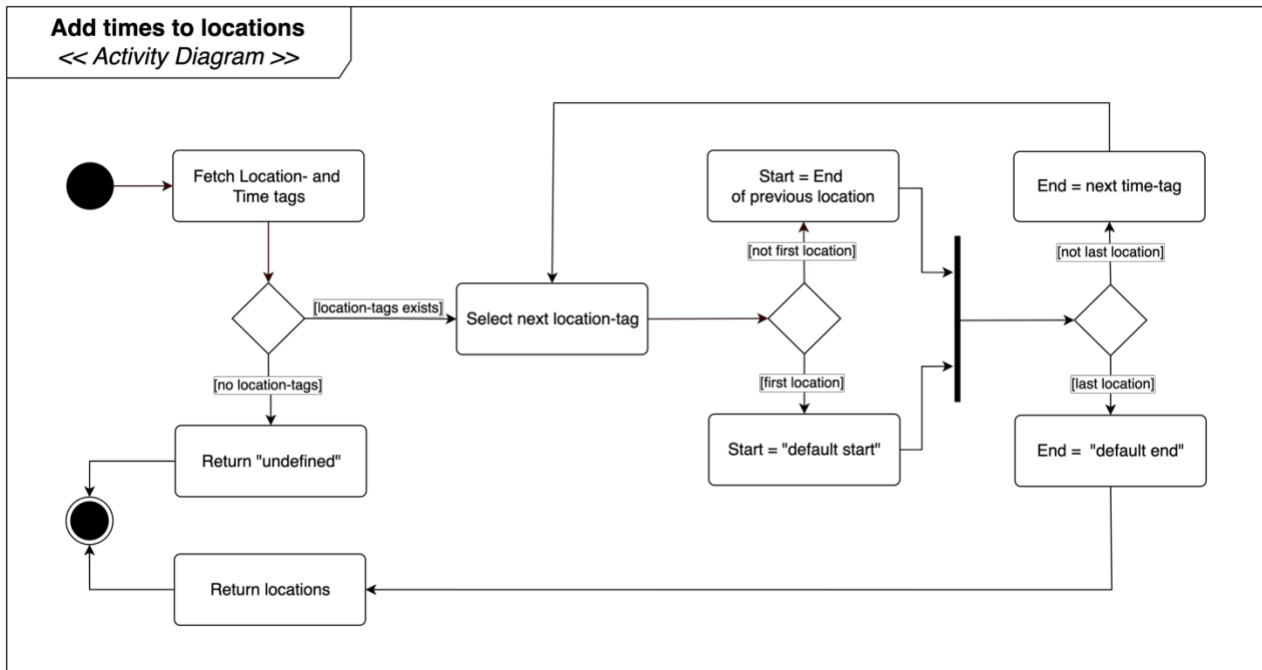 Add times to locations
<< Activity Diagram >>
Fetch Location- and
Time tags
[location-tags exists]
[no location-tags]
Return "undefined"
Select next location-tag
Start = End
of previous location
[not first location]
[first location]
Start = "default start"
End = next time-tag
[not last location]
[last location]
End = "default end"
Return locations